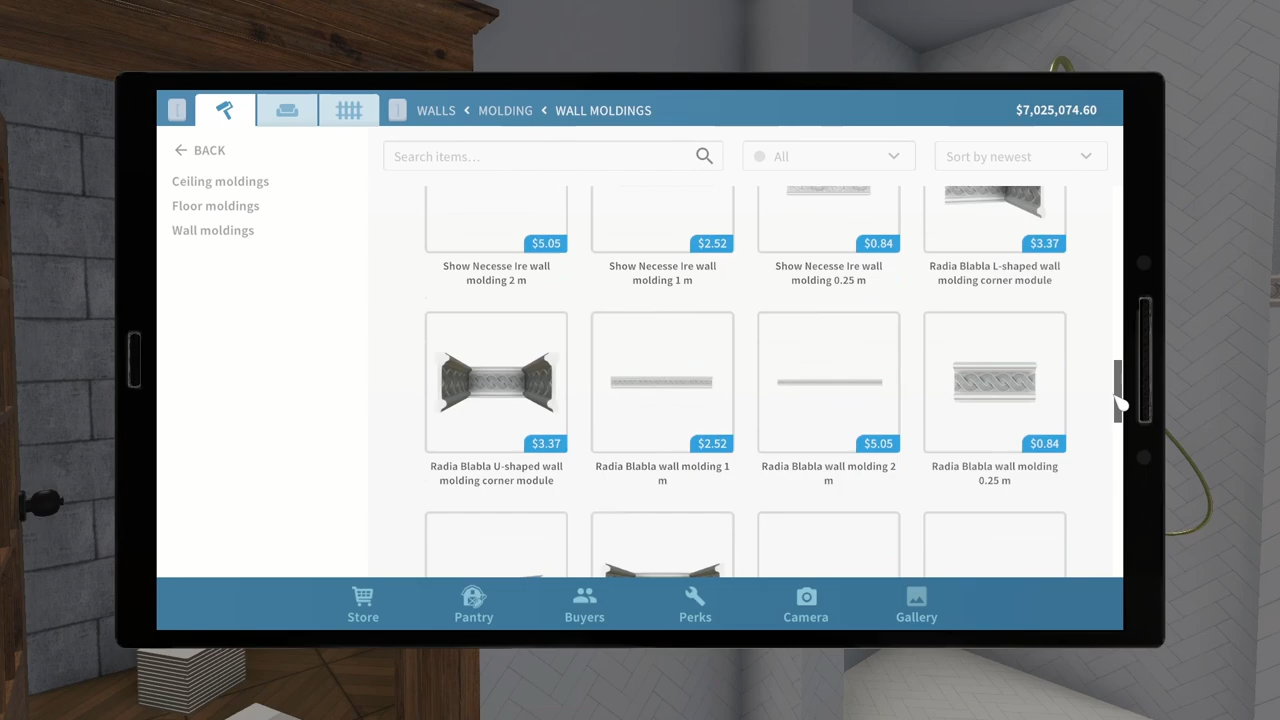 WALLS < MOLDING < WALL MOLDINGS
$7,025,074.60
BACK
Search items...
All
Sort by newest
Ceiling moldings
Floor moldings
Wall moldings
$5.05
$2.52
$0.84
$3.37
Show Necesse Ire wall
molding 2 m
Show Necesse Ire wall
molding 1 m
Show Necesse Ire wall
molding 0.25 m
Radia Blabla L-shaped wall
molding corner module
$3.37
$2.52
$5.05
$0.84
Radia Blabla U-shaped wall
molding corner module
Radia Blabla wall molding 1
m
Radia Blabla wall molding 2
m
Radia Blabla wall molding
0.25 m
Store
Pantry
Buyers
Perks
Camera
Gallery